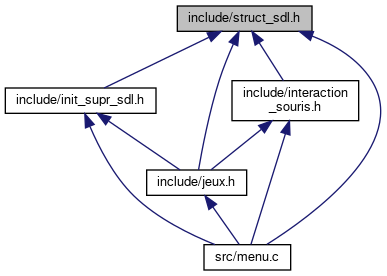 include/struct_sdl.h
include/init_supr_sdl.h
include/interaction
_souris.h
include/jeux.h
src/menu.c